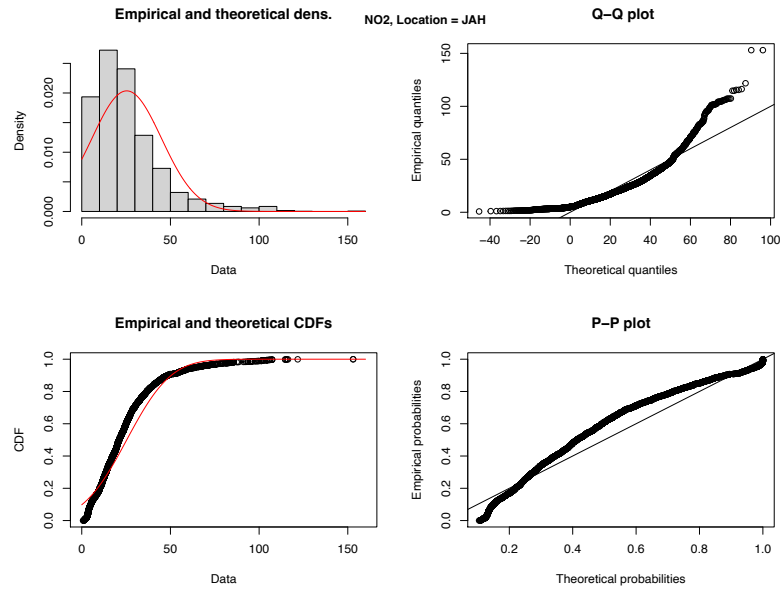 NO2, Location = JAH
Empirical and theoretical dens.
Density
0.000 0.010 0.020
0 50 100 150
Data
Q−Q plot
Empirical quantiles
0 50 100 150
−40 −20 0 20 40 60 80 100
Theoretical quantiles
Empirical and theoretical CDFs
CDF
0.0 0.2 0.4 0.6 0.8 1.0
0 50 100 150
Data
P−P plot
Empirical probabilities
0.0 0.2 0.4 0.6 0.8 1.0
0.2 0.4 0.6 0.8 1.0
Theoretical probabilities